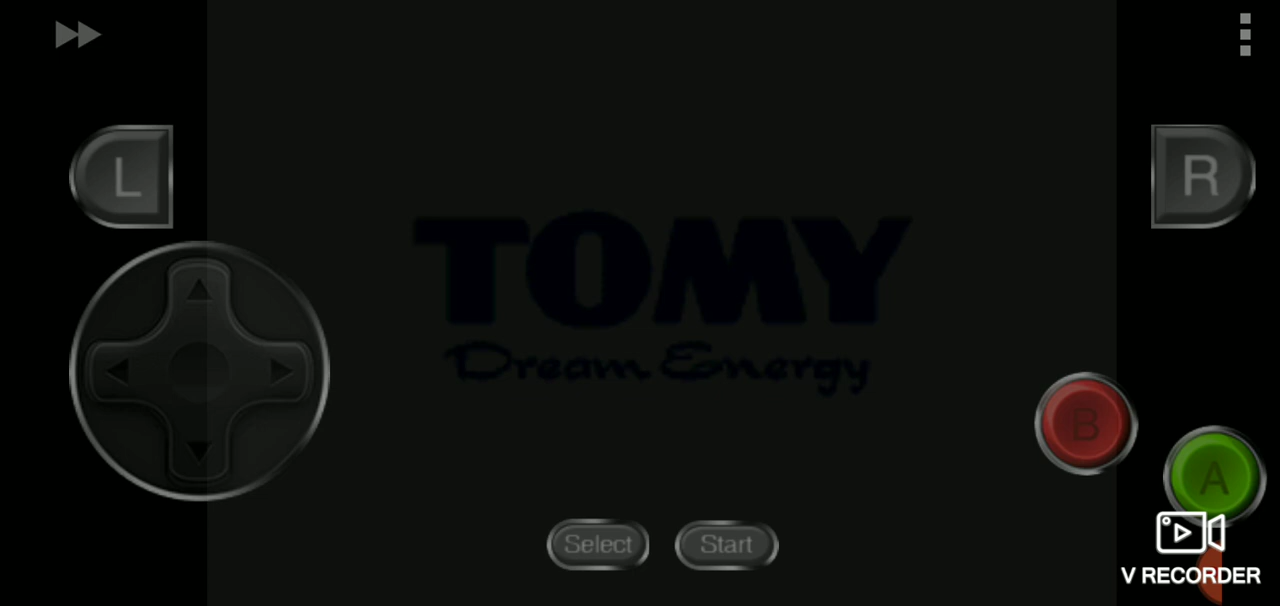 L
R
TOMY
Dream Energy
B
A
Select
Start
V RECORDER